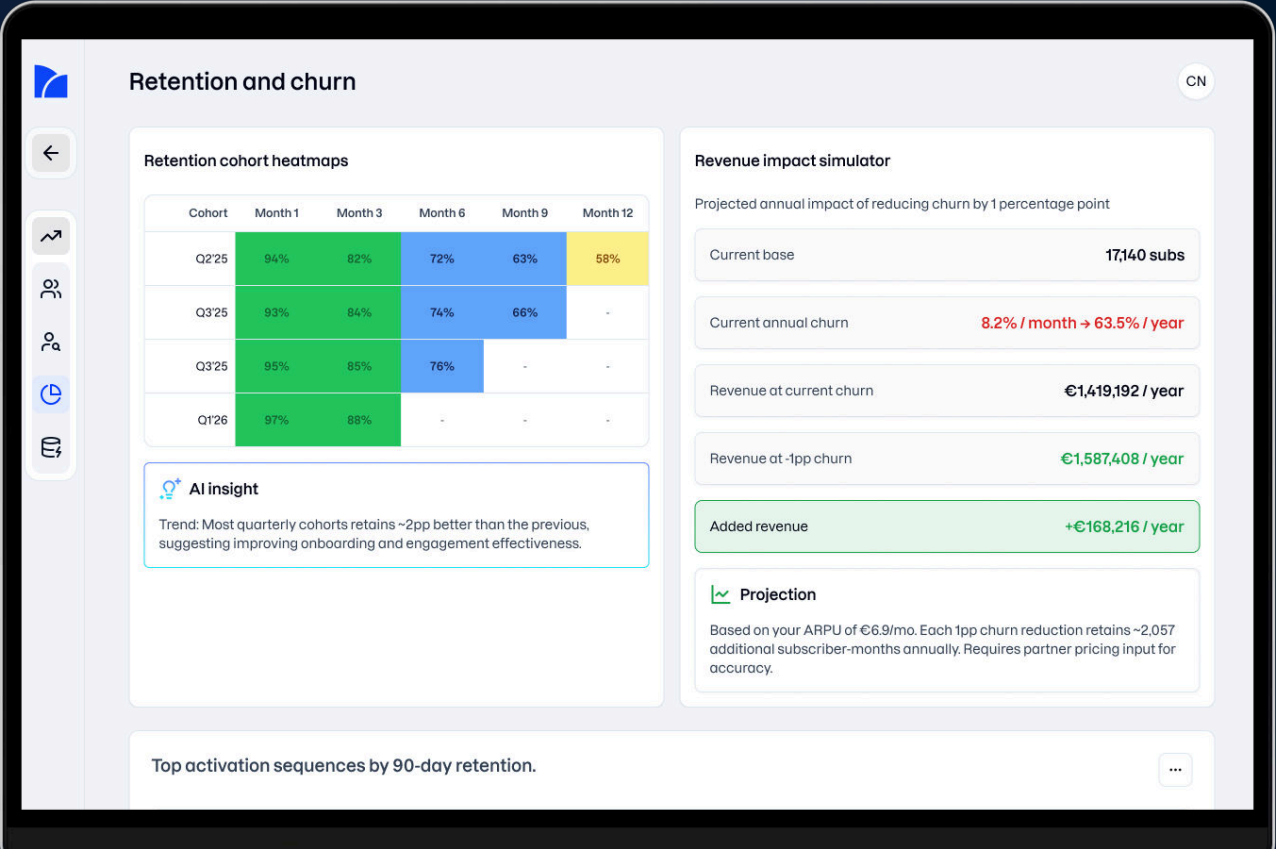 Retention and churn
CN
Retention cohort heatmaps
Cohort Month 1 Month 3 Month 6 Month 9 Month 12
Q2'25 94% 82% 72% 63% 58%
Q3'25 93% 84% 74% 66% -
Q3'25 95% 85% 76% - -
Q1'26 97% 88% - - -
AI insight
Trend: Most quarterly cohorts retains ~2pp better than the previous,
suggesting improving onboarding and engagement effectiveness.
Revenue impact simulator
Projected annual impact of reducing churn by 1 percentage point
Current base 17,140 subs
Current annual churn 8.2% / month → 63.5% / year
Revenue at current churn €1,419,192 / year
Revenue at -1pp churn €1,587,408 / year
Added revenue +€168,216 / year
Projection
Based on your ARPU of €6.9/mo. Each 1pp churn reduction retains ~2,057
additional subscriber-months annually. Requires partner pricing input for
accuracy.
Top activation sequences by 90-day retention.
...